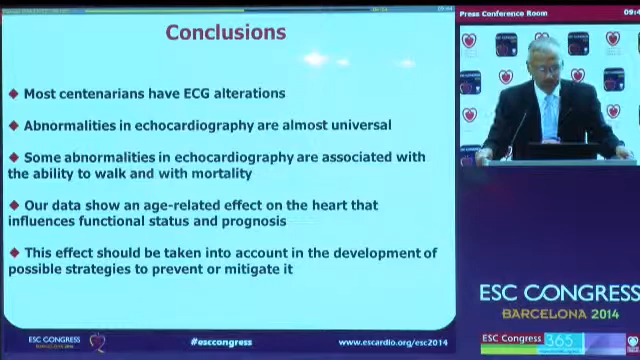 Press Conference Room
Conclusions
◆ Most centenarians have ECG alterations
◆ Abnormalities in echocardiography are almost universal
◆ Some abnormalities in echocardiography are associated with
the ability to walk and with mortality
◆ Our data show an age-related effect on the heart that
influences functional status and prognosis
◆ This effect should be taken into account in the development of
possible strategies to prevent or mitigate it
ESC CONGRESS
BARCELONA 2014
#esccongress
www.escardio.org/esc2014
ESC CONGRESS
BARCELONA 2014
ESC Congress
365